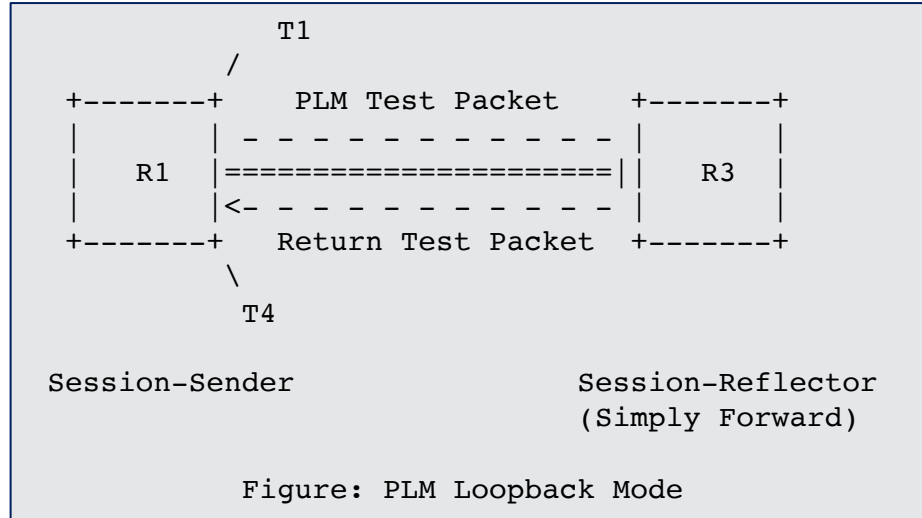 T1
/
+-------+ PLM Test Packet +-------+
| | - - - - - - - - - - - - | |
| R1 |======================|| R3 |
| |<- - - - - - - - - - - - | |
+-------+ Return Test Packet +-------+
\
T4
Session-Sender Session-Reflector
(Simply Forward)
Figure: PLM Loopback Mode